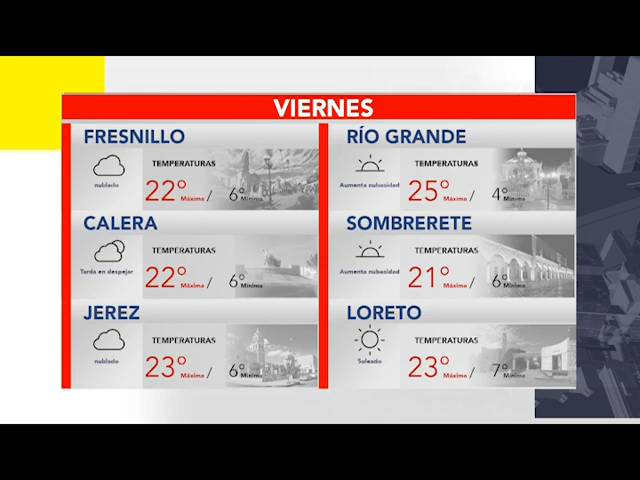 VIERNES
FRESNILLO
TEMPERATURAS
nublado
22° Máxima / 6° Mínima
CALERA
TEMPERATURAS
Tarda en despejar
22° Máxima / 6° Mínima
JEREZ
TEMPERATURAS
nublado
23° Máxima / 6° Mínima
RÍO GRANDE
TEMPERATURAS
Aumenta nubosidad
25° Máxima / 4° Mínima
SOMBRERETE
TEMPERATURAS
Aumenta nubosidad
21° Máxima / 6° Mínima
LORETO
TEMPERATURAS
Soleado
23° Máxima / 7° Mínima